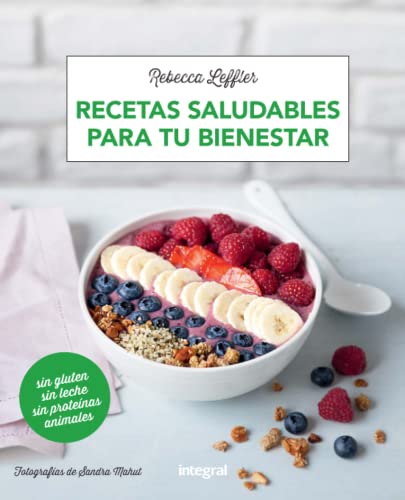 Rebecca Leffler
RECETAS SALUDABLES
PARA TU BIENESTAR
sin gluten
sin leche
sin proteínas
animales
Fotografías de Sandra Mahut
integral